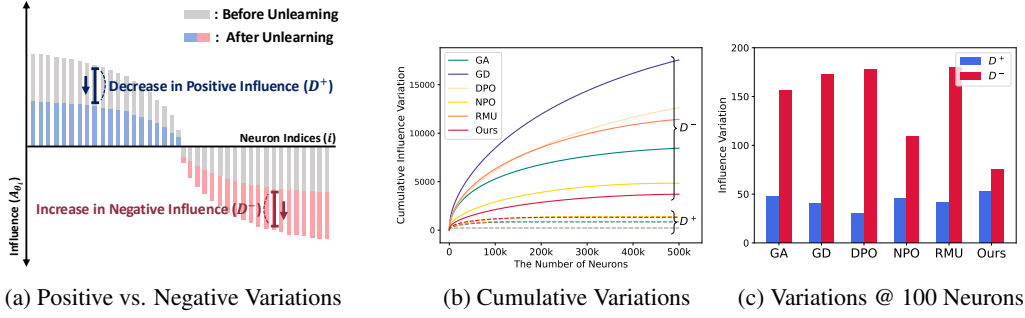 : Before Unlearning
: After Unlearning
Decrease in Positive Influence (D⁺)
Neuron Indices (i)
Increase in Negative Influence (D⁻)
Influence (A_θᵢ)
(a) Positive vs. Negative Variations
Cumulative Influence Variation
15000
10000
5000
0
GA
GD
DPO
NPO
RMU
Ours
D⁻
D⁺
0 100k 200k 300k 400k 500k
The Number of Neurons
(b) Cumulative Variations
Influence Variation
200
150
100
50
0
D⁺
D⁻
GA GD DPO NPO RMU Ours
(c) Variations @ 100 Neurons